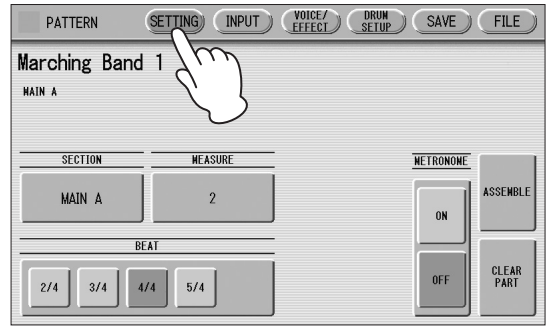 PATTERN SETTING INPUT VOICE/ EFFECT DRUM SETUP SAVE FILE
Marching Band 1
MAIN A
SECTION MEASURE METRONOME
MAIN A 2 ON ASSEMBLE
BEAT
2/4 3/4 4/4 5/4 OFF CLEAR PART